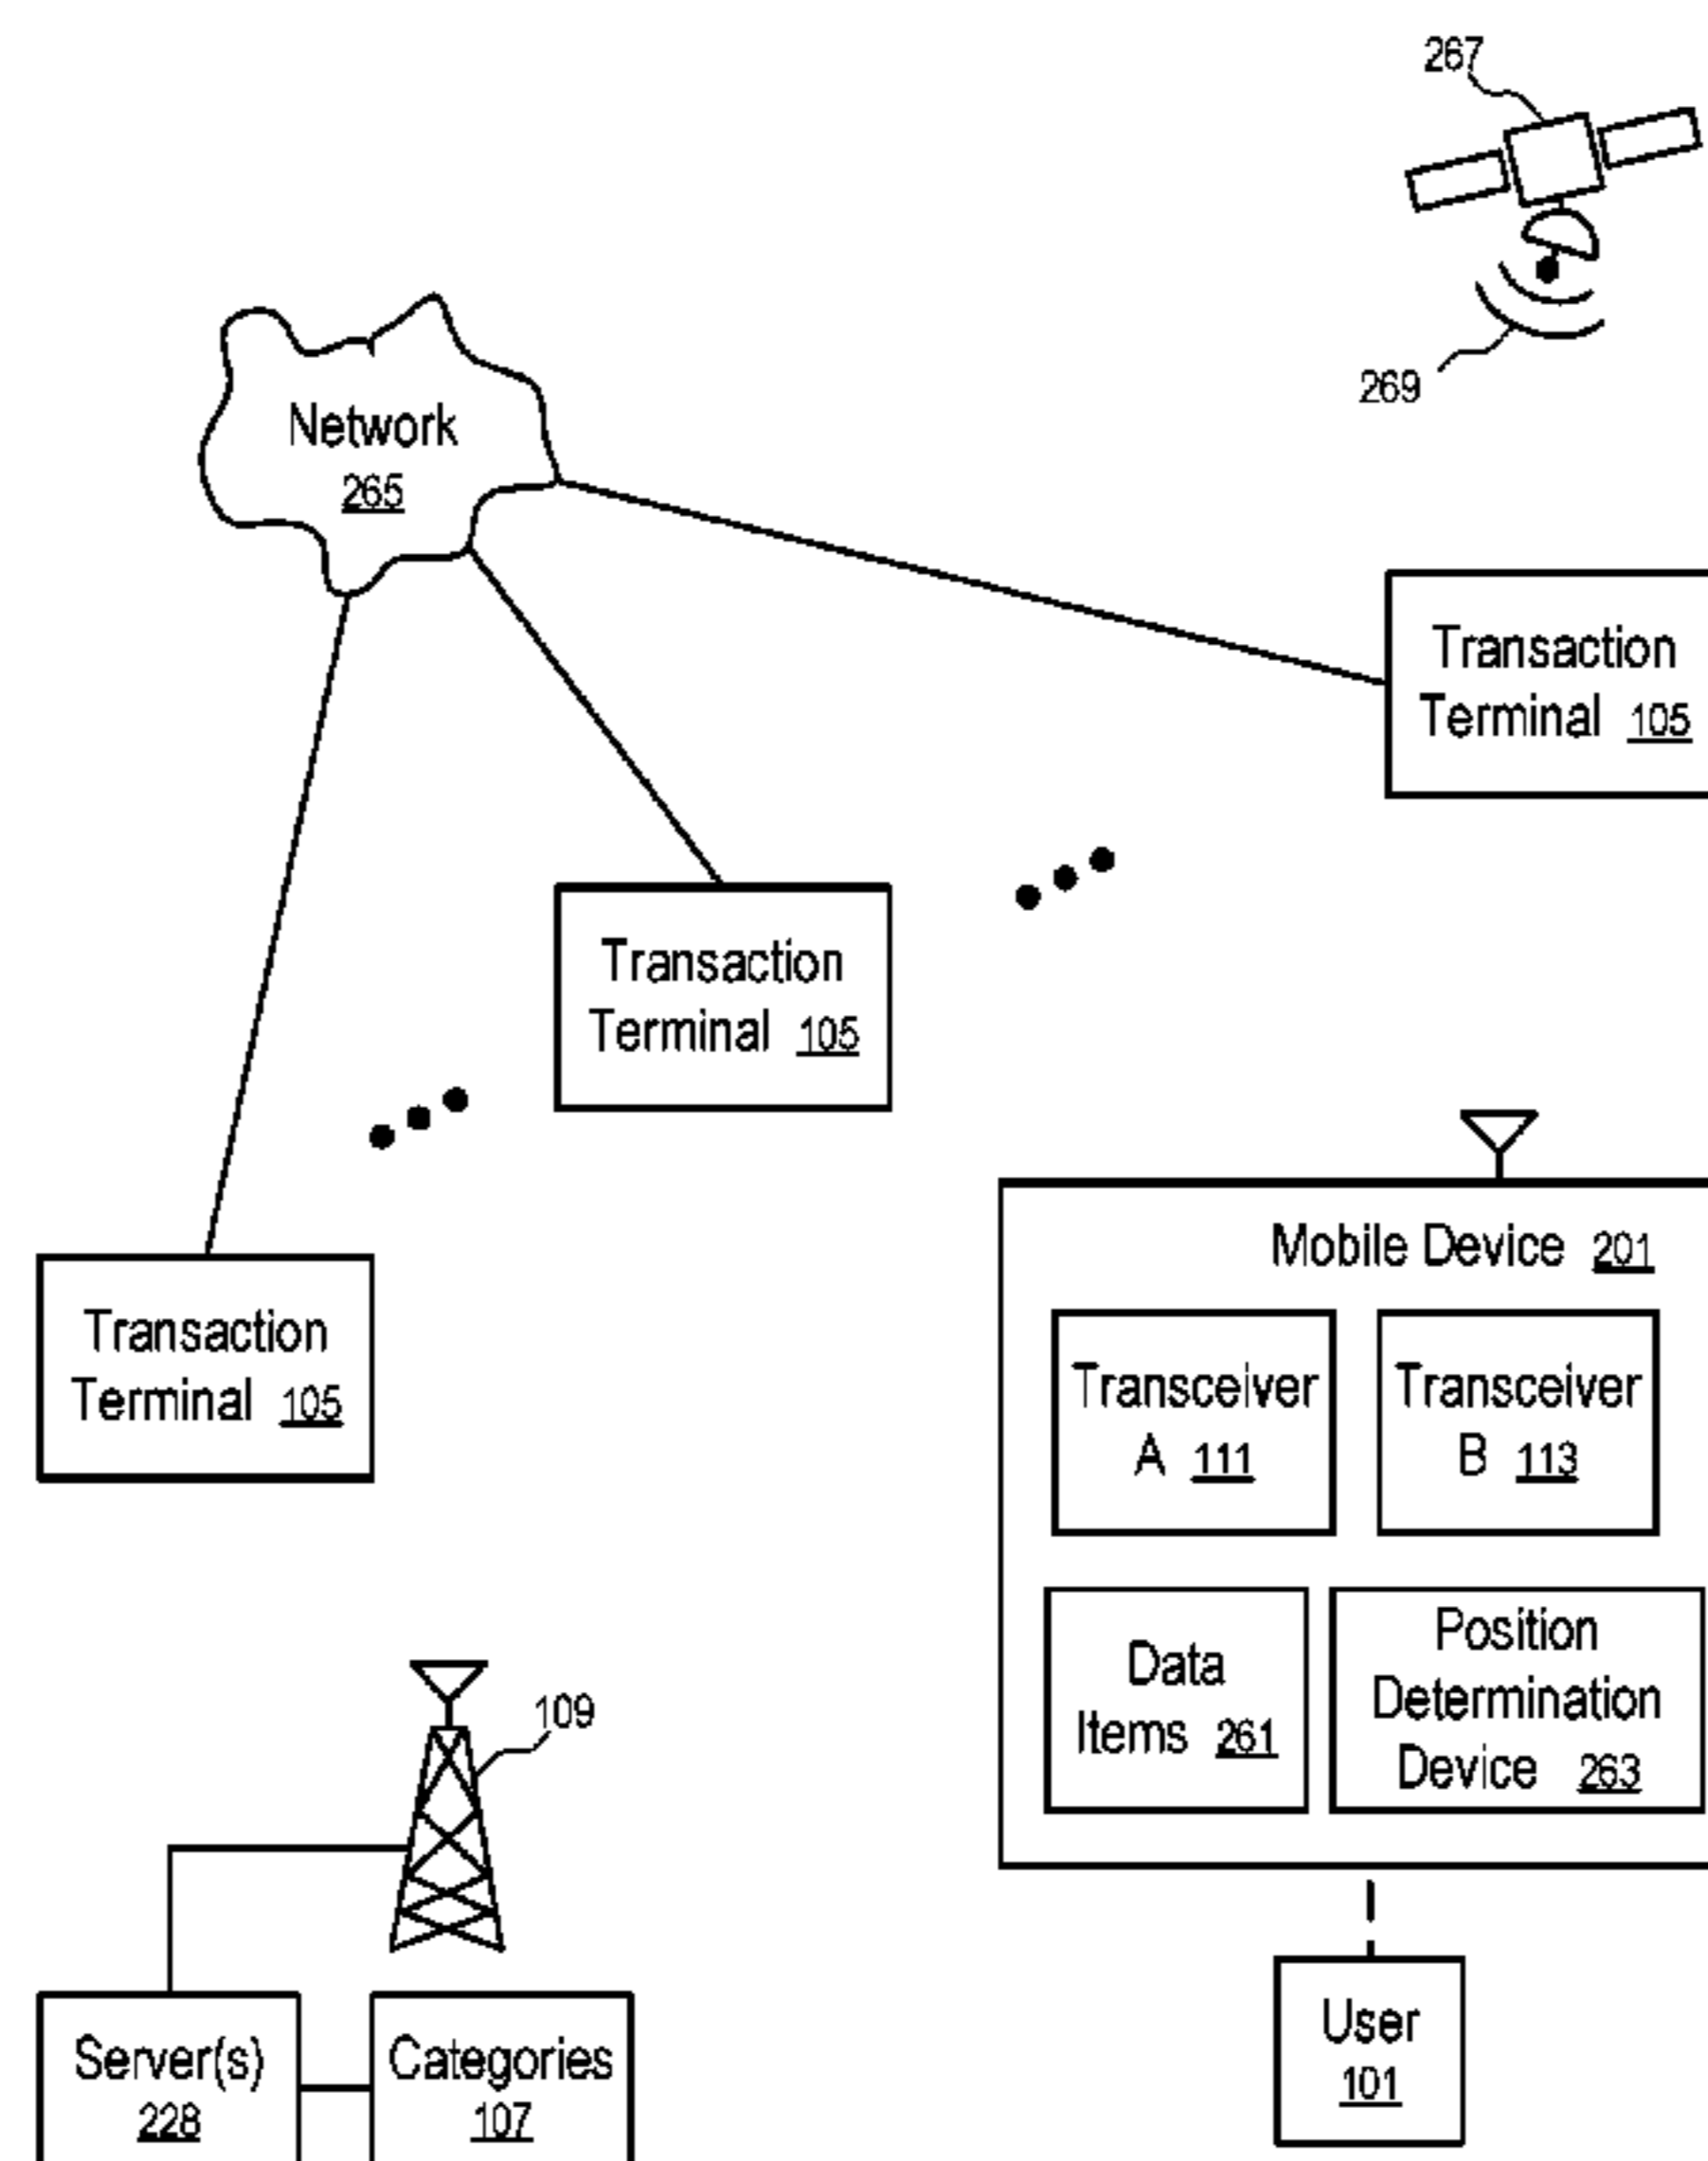 267
269
Network
265
Transaction
Terminal 105
Transaction
Terminal 105
Transaction
Terminal 105
Mobile Device 201
Transceiver
A 111
Transceiver
B 113
Data
Items 261
Position
Determination
Device 263
109
Server(s)
228
Categories
107
User
101